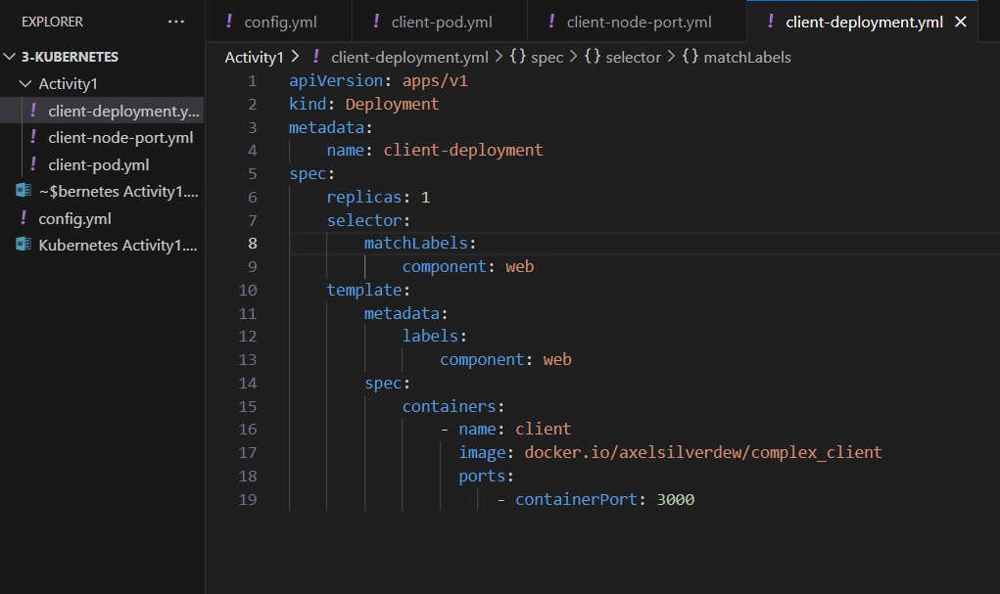 EXPLORER ...
config.yml client-pod.yml client-node-port.yml client-deployment.yml
3-KUBERNETES
Activity1
client-deployment.y...
client-node-port.yml
client-pod.yml
~$bernetes Activity1....
config.yml
Kubernetes Activity1....
Activity1 > ! client-deployment.yml > {} spec > {} selector > {} matchLabels
1 apiVersion: apps/v1
2 kind: Deployment
3 metadata:
4 name: client-deployment
5 spec:
6 replicas: 1
7 selector:
8 matchLabels:
9 component: web
10 template:
11 metadata:
12 labels:
13 component: web
14 spec:
15 containers:
16 - name: client
17 image: docker.io/axelsilverdew/complex_client
18 ports:
19 - containerPort: 3000